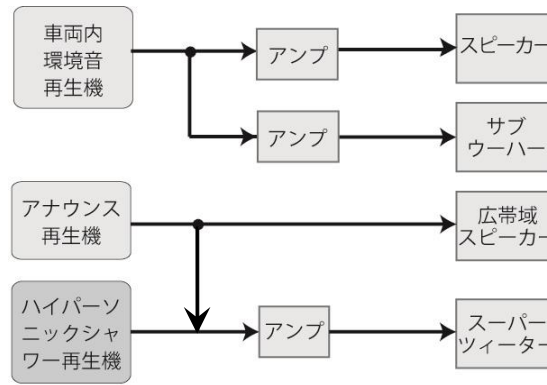 車両内
環境音
再生機
アンプ
スピーカー
アンプ
サブ
ウーハー
アナウンス
再生機
広帯域
スピーカー
ハイパーソ
ニックシャ
ワー再生機
アンプ
スーパー
ツィーター